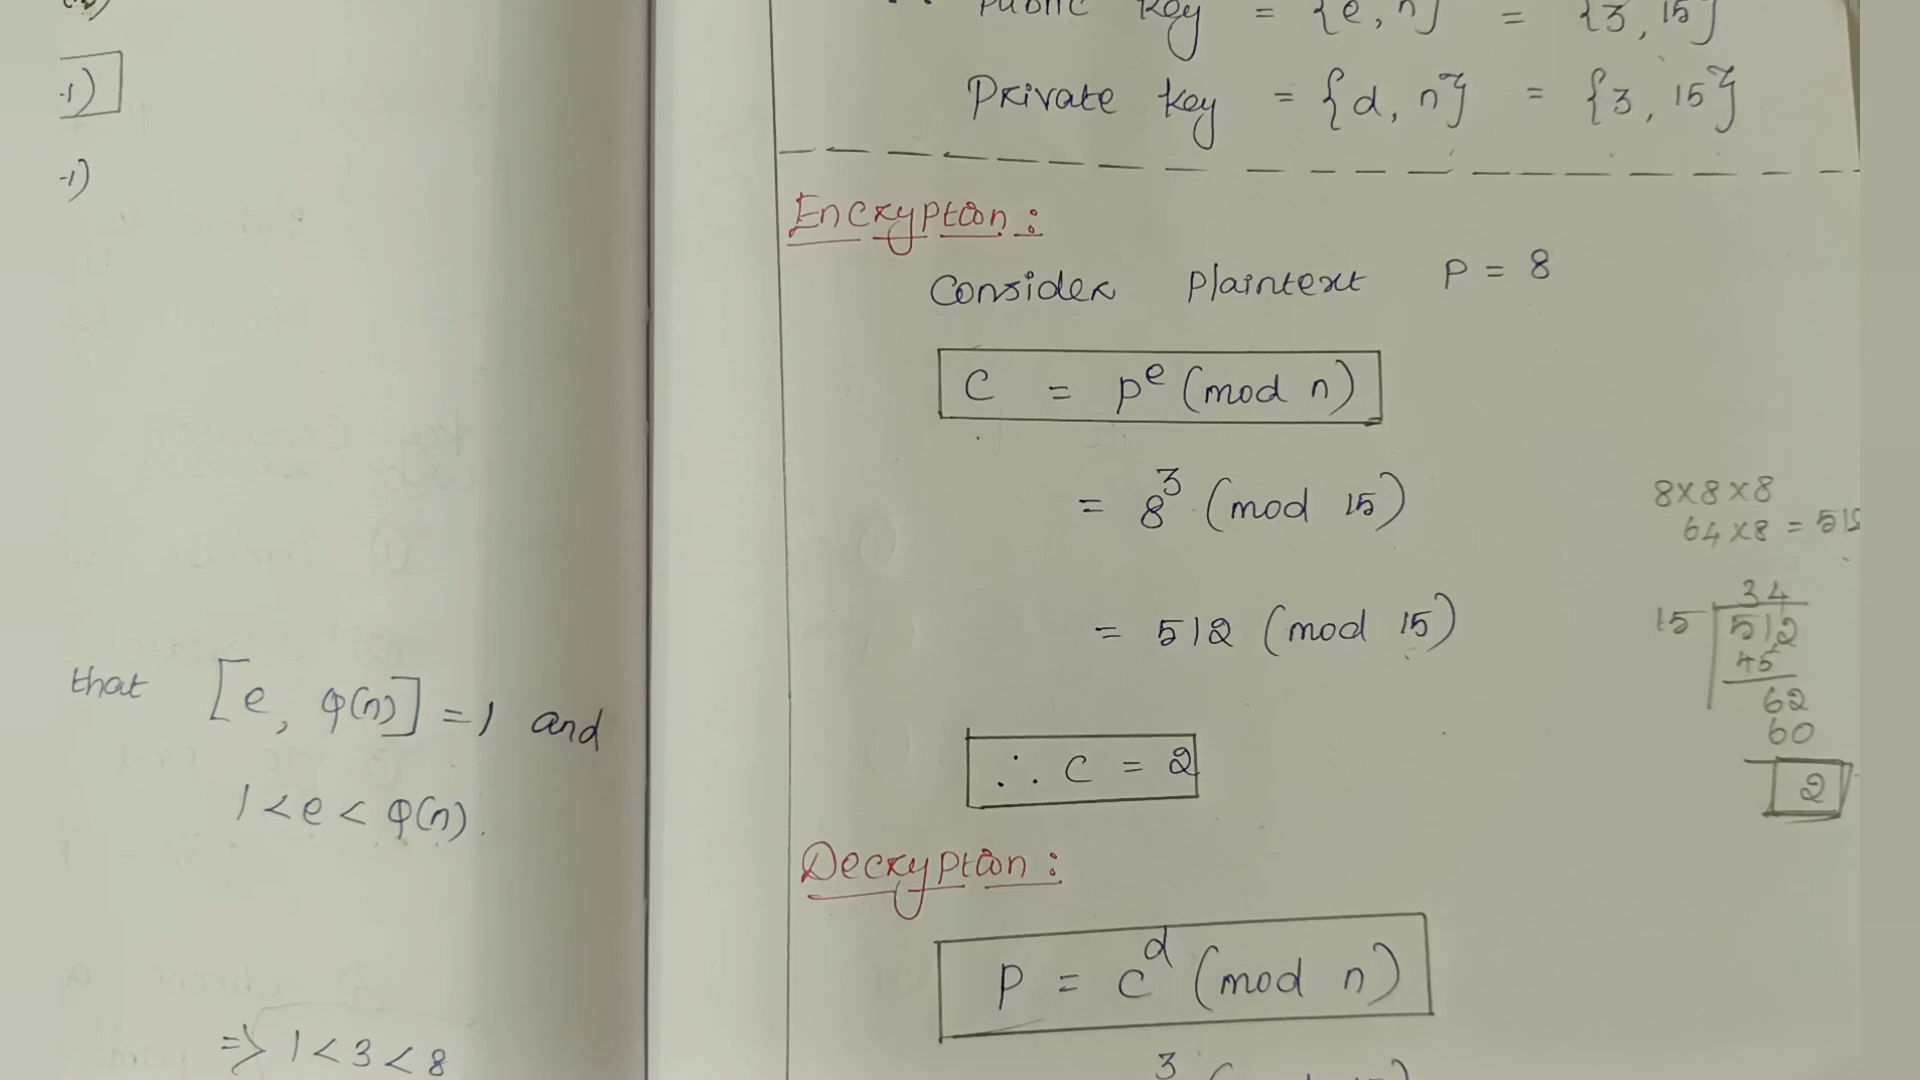 -1)
-1)
that [e, φ(n)] = 1 and
1 < e < φ(n).
=> 1 < 3 < 8
Public key = {e, n} = {3, 15}
Private key = {d, n} = {3, 15}
Encryption :
Consider plaintext P = 8
C = P^e (mod n)
= 8^3 (mod 15)
= 512 (mod 15)
∴ C = 2
8×8×8
64×8 = 512
34
15 512
45
62
60
2
Decryption :
P = C^d (mod n)